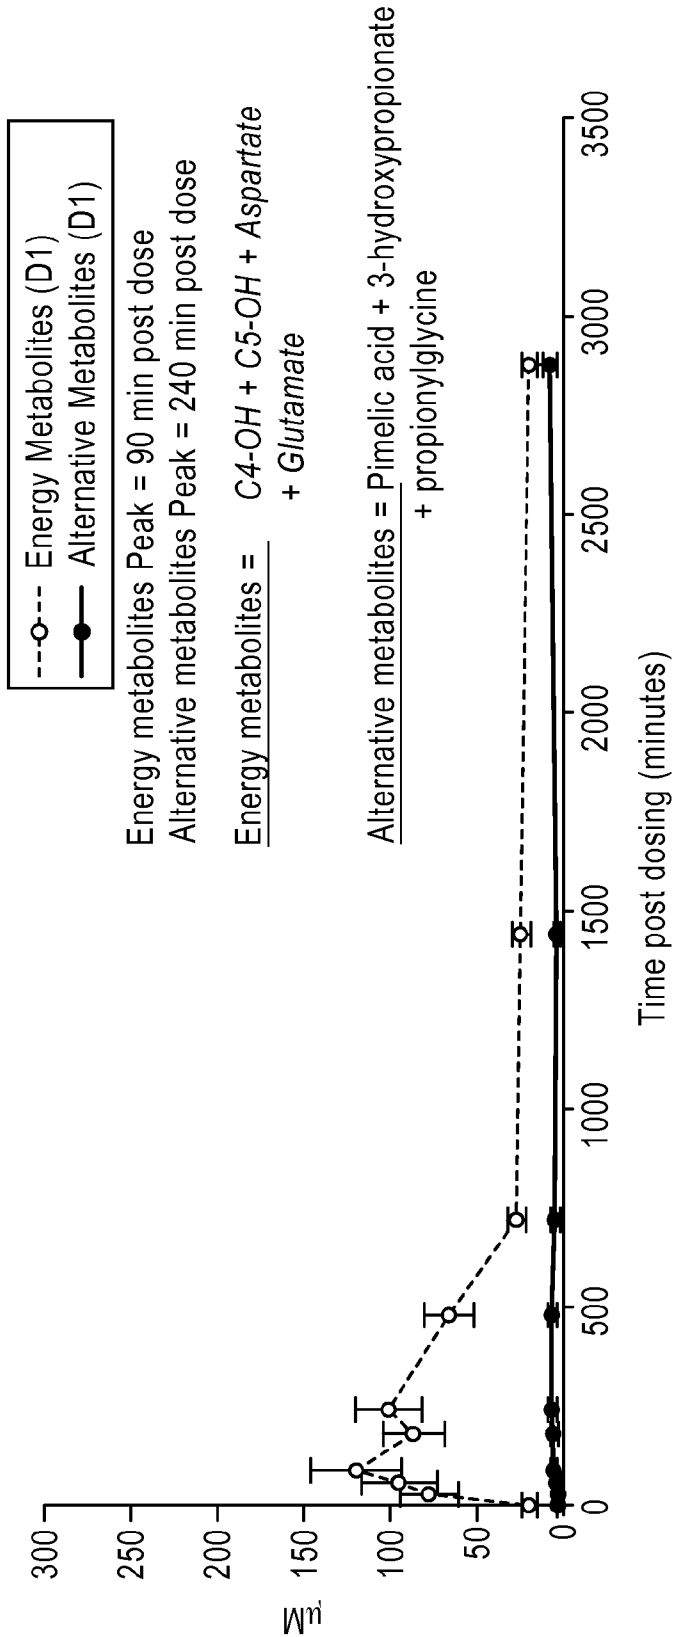 Energy Metabolites (D1)
Alternative Metabolites (D1)
Energy metabolites Peak = 90 min post dose
Alternative metabolites Peak = 240 min post dose
Energy metabolites = C4-OH + C5-OH + Aspartate
+ Glutamate
Alternative metabolites = Pimelic acid + 3-hydroxypropionate
+ propionylglycine
µM
300
250
200
150
100
50
0
0
500
1000
1500
2000
2500
3000
3500
Time post dosing (minutes)